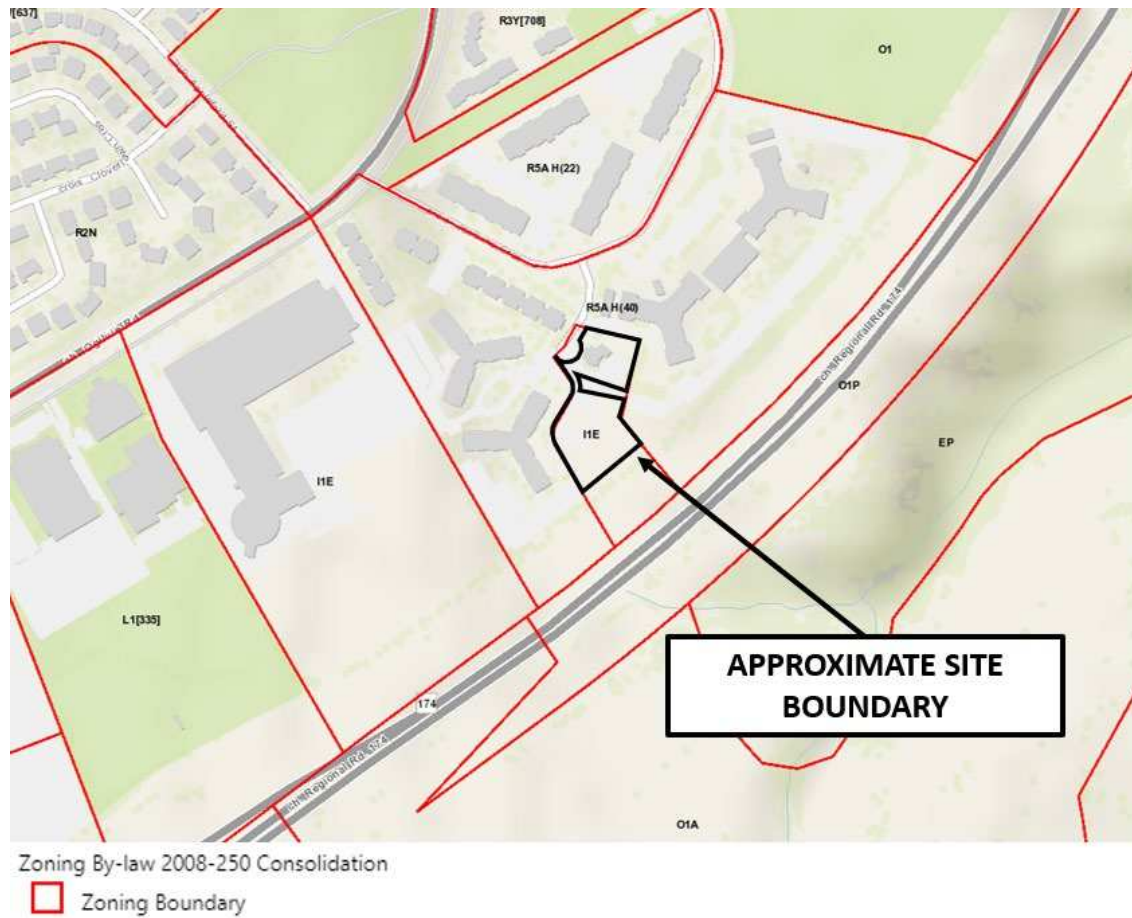 [637]
R3Y[708]
O1
R5A H(22)
R2N
R5A H(40)
O1P
EP
I1E
I1E
L1[335]
174
APPROXIMATE SITE
BOUNDARY
O1A
Zoning By-law 2008-250 Consolidation
Zoning Boundary